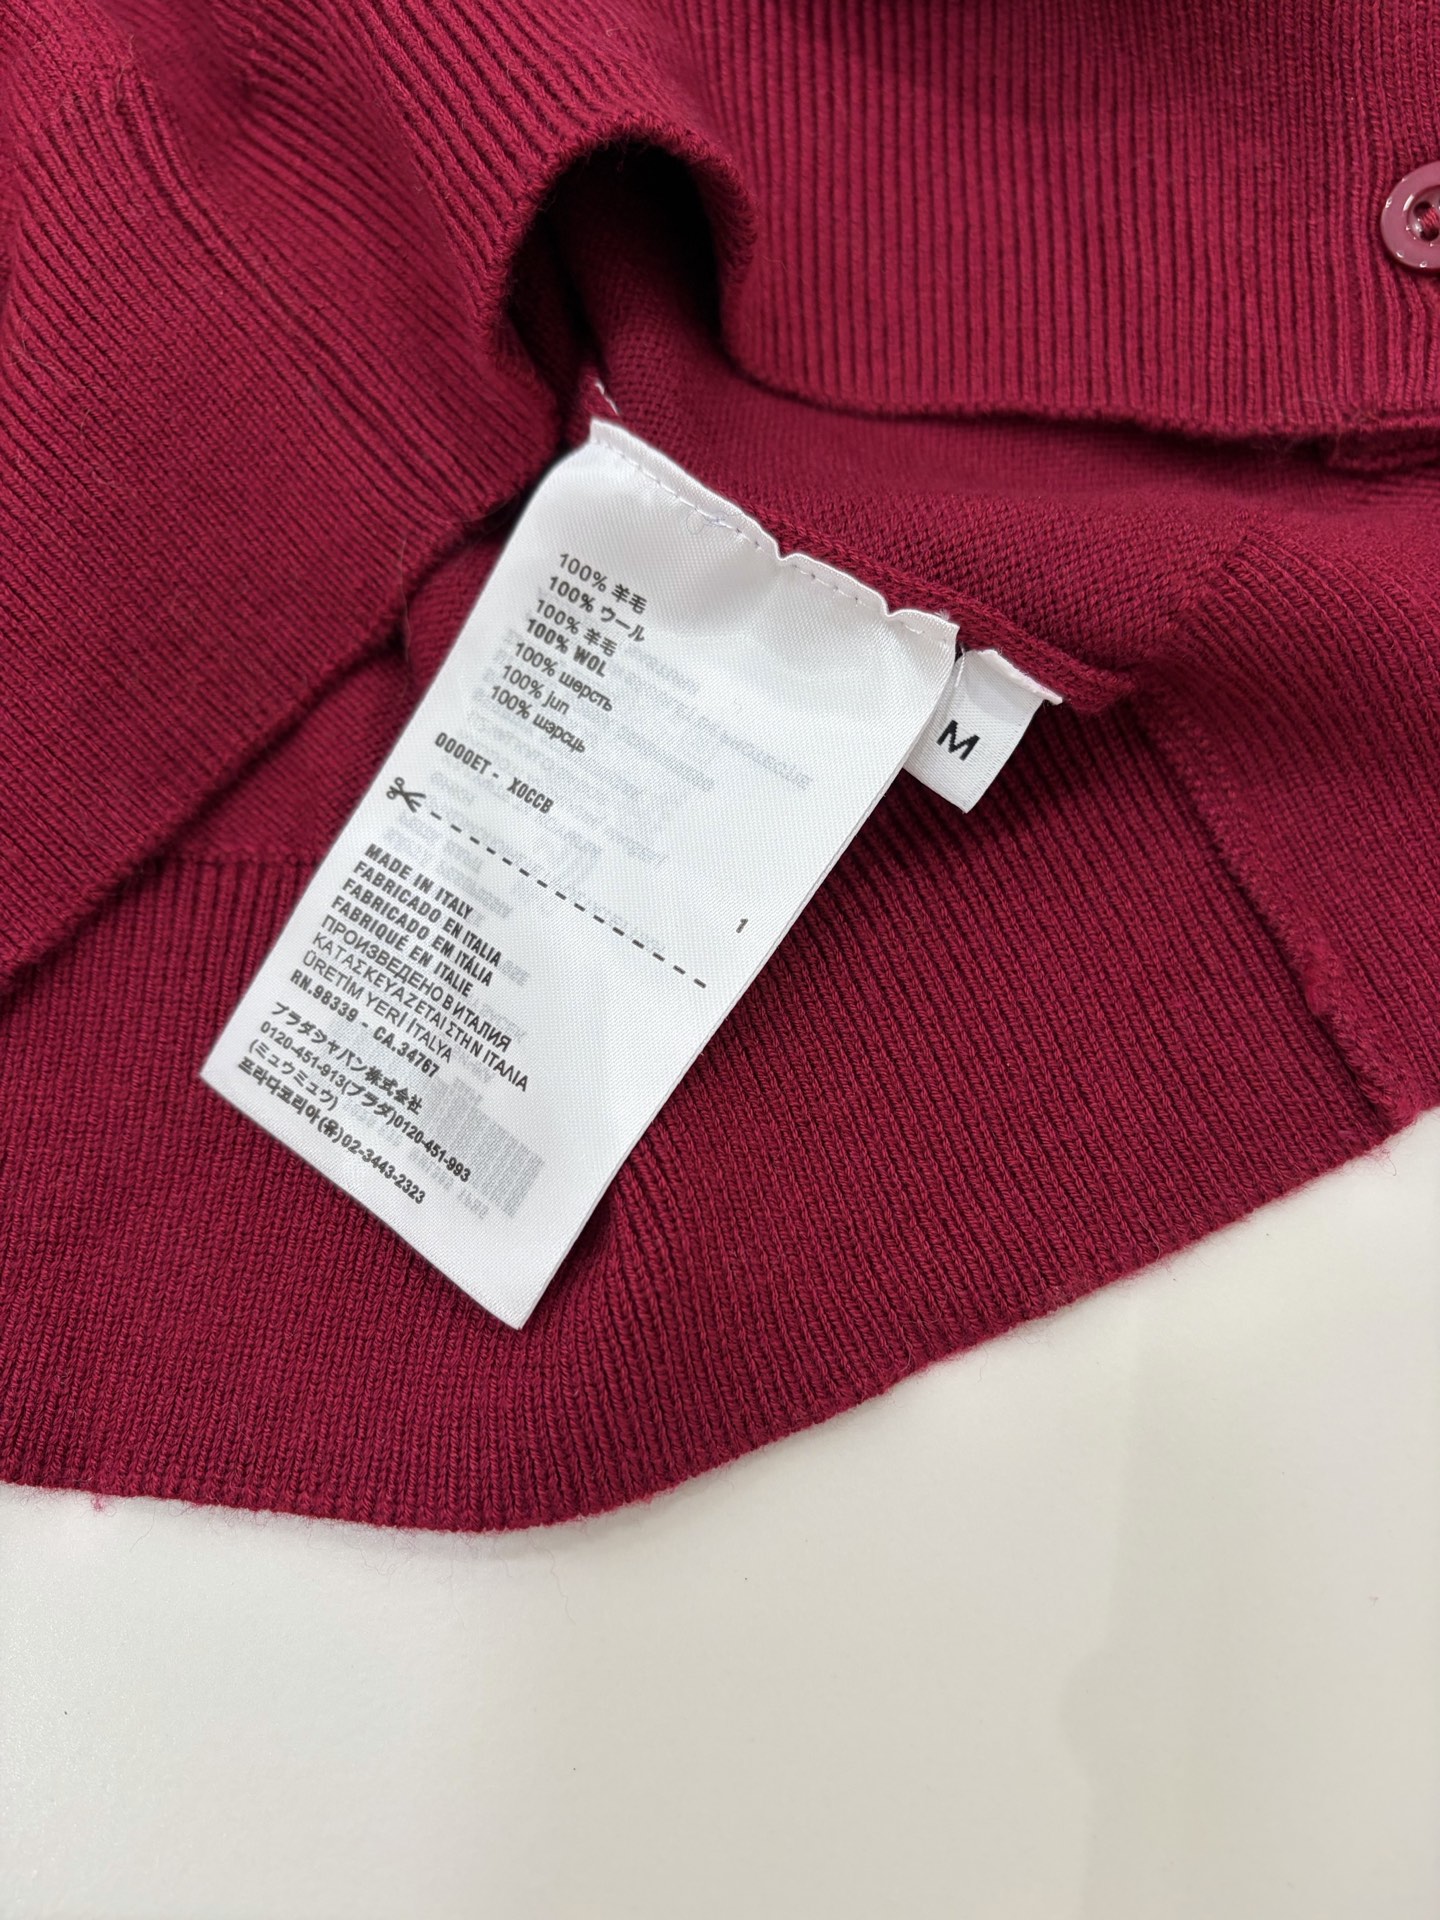 100% 羊毛
100% ウール
100% 羊毛
100% WOL
100% шерсть
100% jun
100% шэрсць
0000ET - X0CCB
1
MADE IN ITALY
FABRICADO EN ITALIA
FABRICADO EM ITÁLIA
FABRIQUÉ EN ITALIE
ПРОИЗВЕДЕНО В ИТАЛИЯ
ΚΑΤΑΣΚΕΥΑΖΕΤΑΙ ΣΤΗΝ ΙΤΑΛΙΑ
ÜRETİM YERİ İTALYA
RN.98339 - CA.34767
プラダジャパン株式会社
0120-451-913(プラダ)0120-451-993
(ミュウミュウ)
프라다코리아(유)02-3443-2323
M